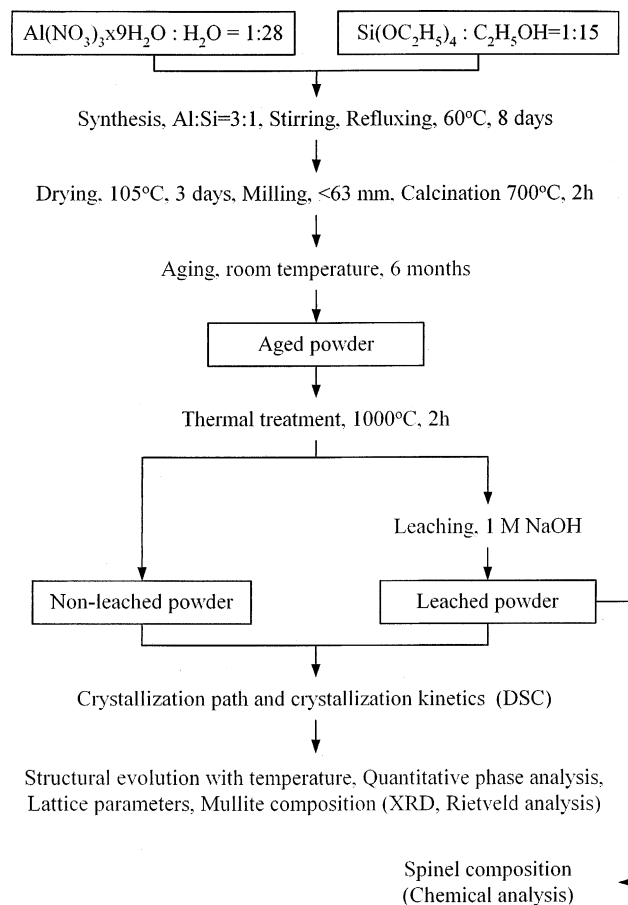 Al(NO₃)₃x9H₂O : H₂O = 1:28
Si(OC₂H₅)₄ : C₂H₅OH=1:15
Synthesis, Al:Si=3:1, Stirring, Refluxing, 60°C, 8 days
Drying, 105°C, 3 days, Milling, <63 mm, Calcination 700°C, 2h
Aging, room temperature, 6 months
Aged powder
Thermal treatment, 1000°C, 2h
Leaching, 1 M NaOH
Non-leached powder
Leached powder
Crystallization path and crystallization kinetics (DSC)
Structural evolution with temperature, Quantitative phase analysis,
Lattice parameters, Mullite composition (XRD, Rietveld analysis)
Spinel composition
(Chemical analysis)